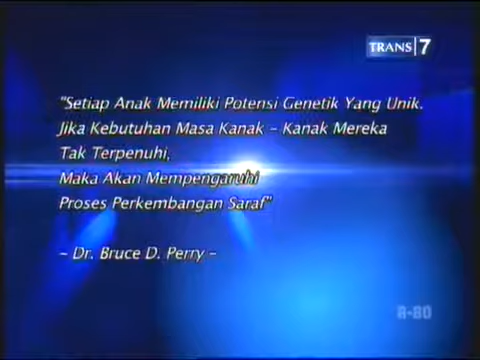 TRANS|7
"Setiap Anak Memiliki Potensi Genetik Yang Unik.
Jika Kebutuhan Masa Kanak - Kanak Mereka
Tak Terpenuhi,
Maka Akan Mempengaruhi
Proses Perkembangan Saraf"
- Dr. Bruce D. Perry -
R-BO